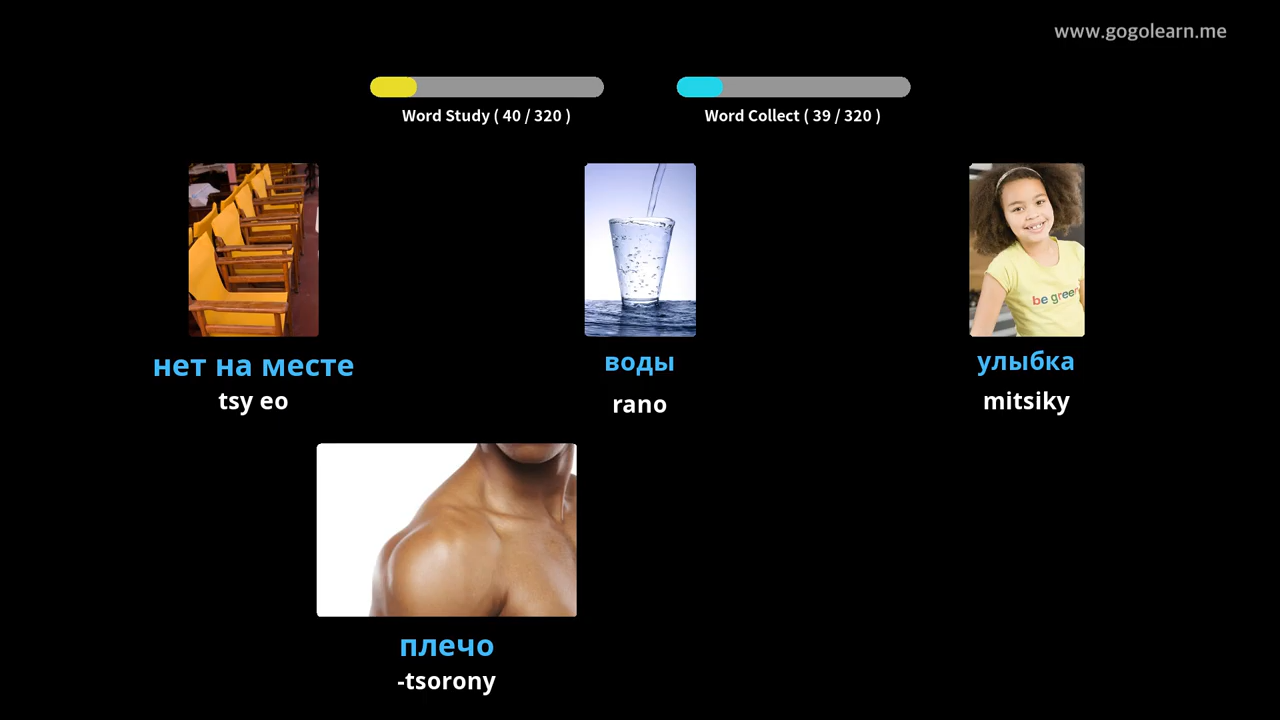 www.gogolearn.me
Word Study ( 40 / 320 )
Word Collect ( 39 / 320 )
нет на месте
tsy eo
воды
rano
be green
улыбка
mitsiky
плечо
-tsorony